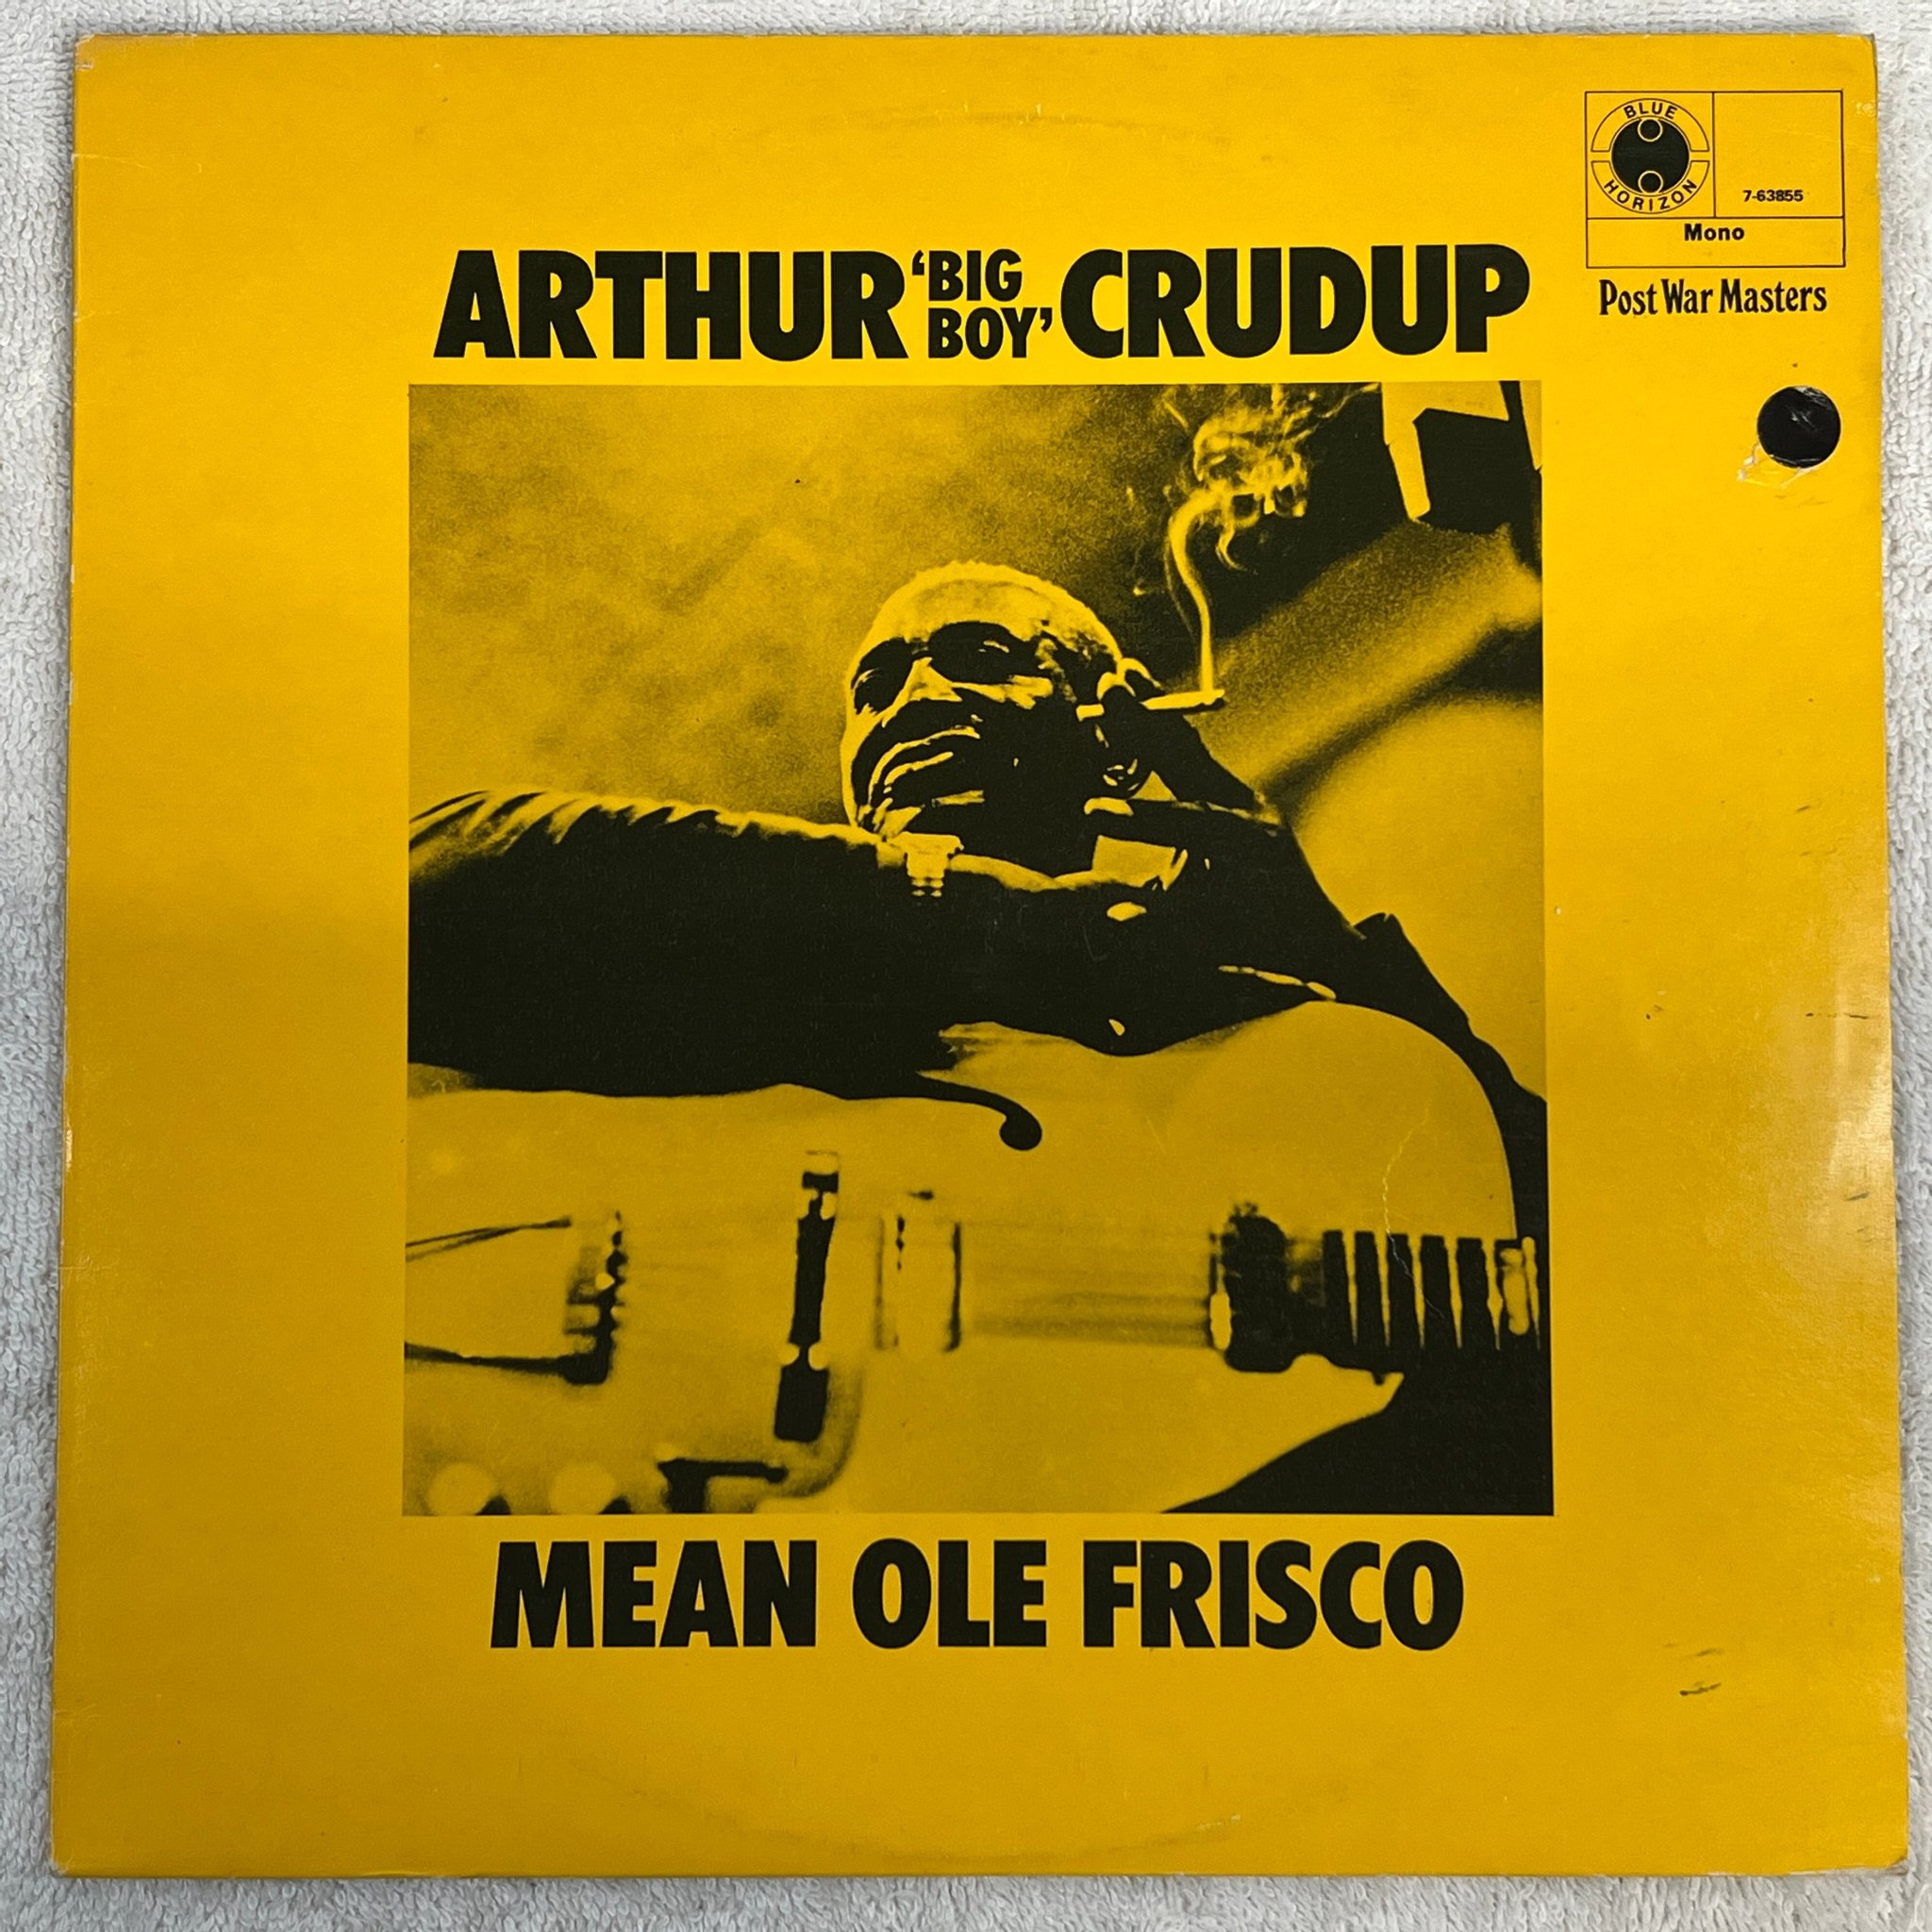 BLUE
HORIZON
7-63855
Mono
Post War Masters
ARTHUR ‘BIG BOY’ CRUDUP
MEAN OLE FRISCO